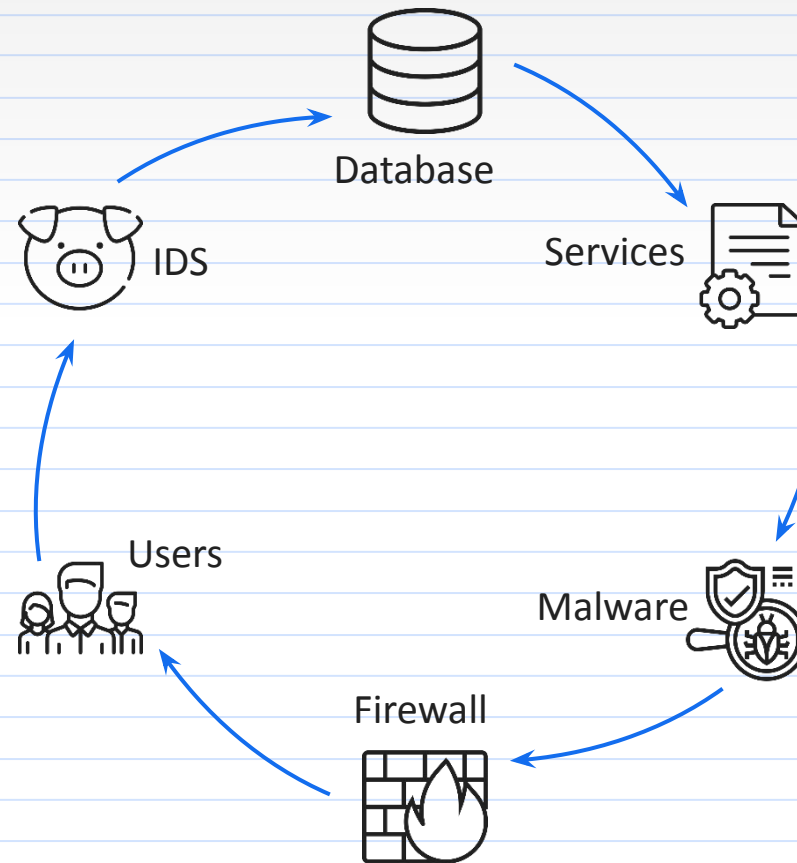 Database
Services
IDS
Users
Malware
Firewall